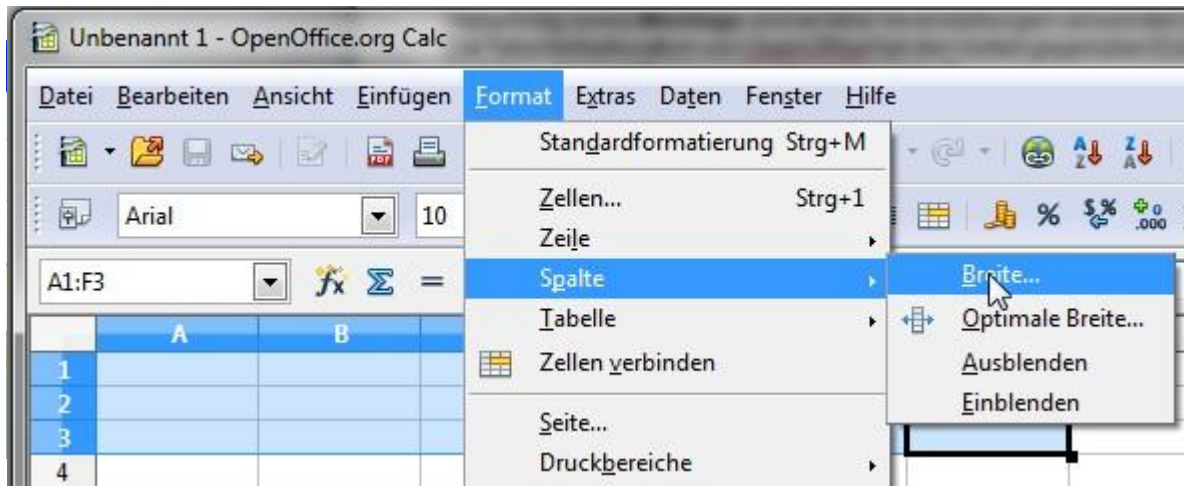 Unbenannt 1 - OpenOffice.org Calc
Datei Bearbeiten Ansicht Einfügen Format Extras Daten Fenster Hilfe
Standardformatierung Strg+M
Arial 10
Zellen... Strg+1
% $% .000
Zeile
A1:F3 fx Σ =
Spalte
Breite...
Tabelle
Optimale Breite...
A B
Zellen verbinden
Ausblenden
Einblenden
1
2
3
4
Seite...
Druckbereiche